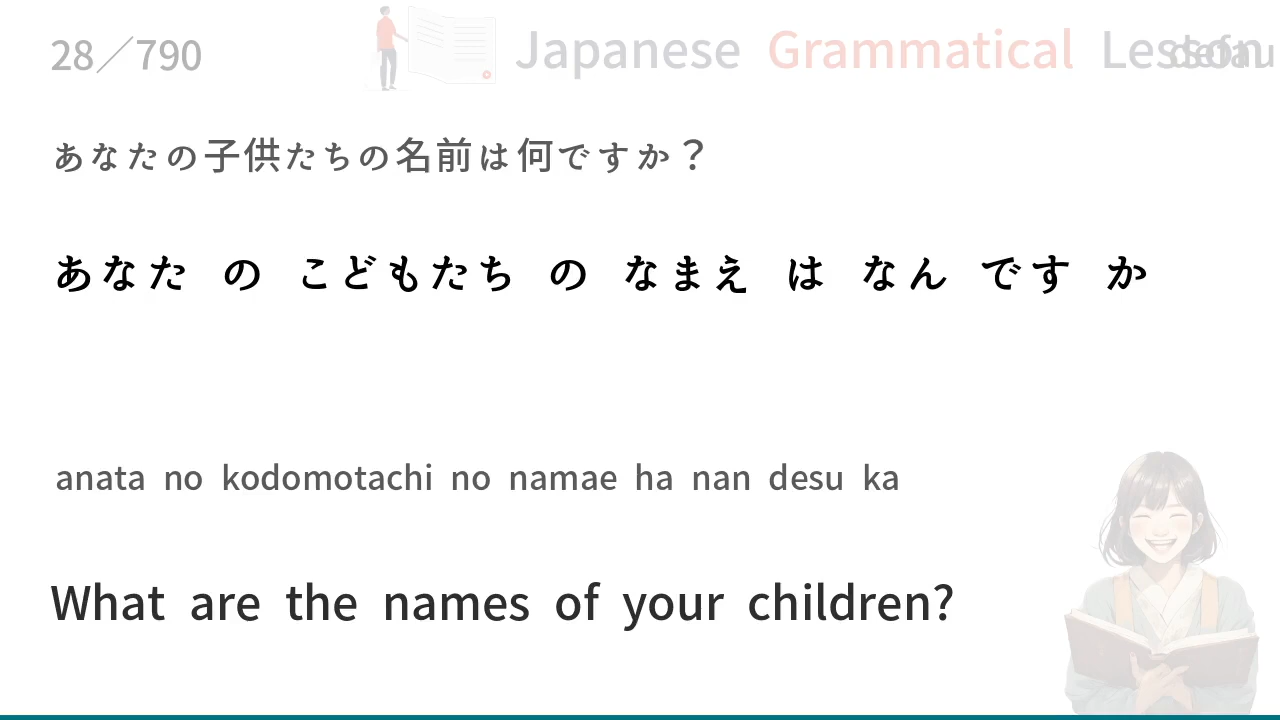 28／790
Japanese Grammatical Lesson
あなたの子供たちの名前は何ですか？
あなた の こどもたち の なまえ は なん です か
anata no kodomotachi no namae ha nan desu ka
What are the names of your children?